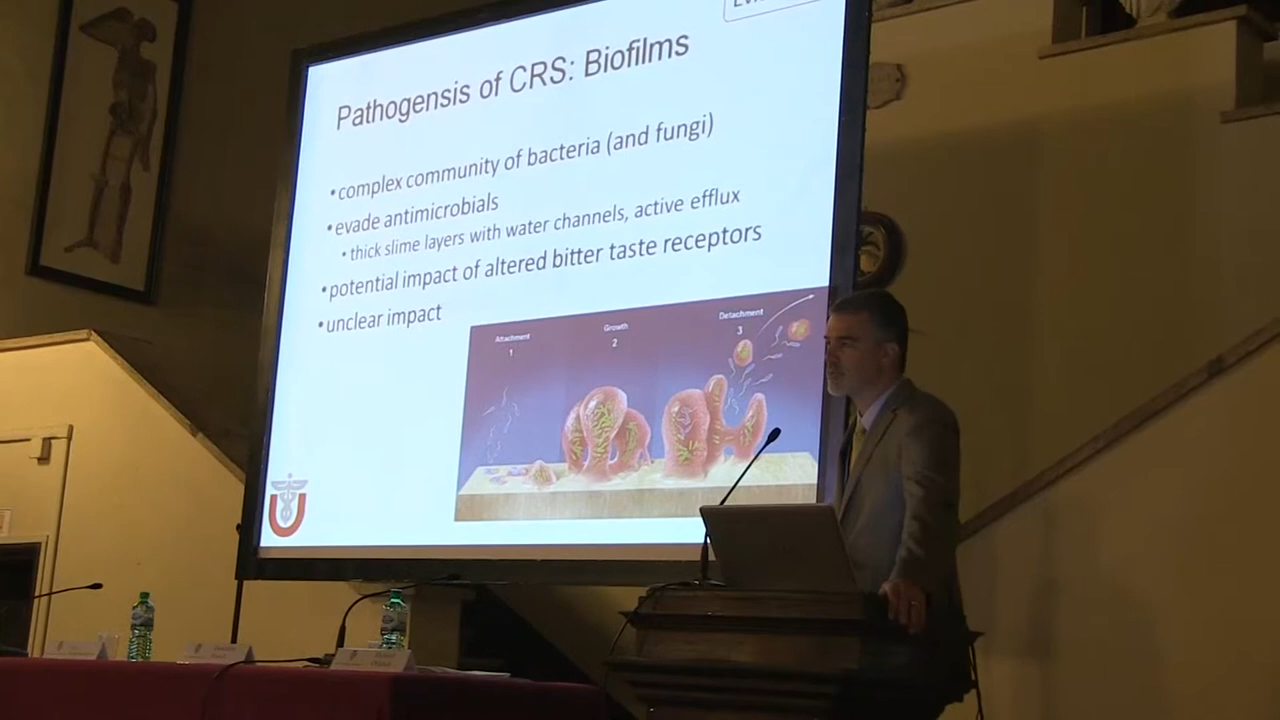 Pathogensis of CRS: Biofilms
•complex community of bacteria (and fungi)
•evade antimicrobials
•thick slime layers with water channels, active efflux
•potential impact of altered bitter taste receptors
•unclear impact
Attachment
1
Growth
2
Detachment
3
U